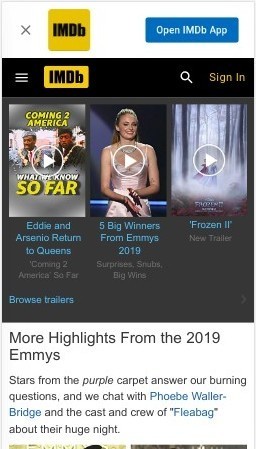 IMDb
Open IMDb App
IMDb
Sign In
COMING 2
AMERICA
WHAT WE KNOW
SO FAR
FROZEN II
Eddie and
Arsenio Return
to Queens
'Coming 2
America' So Far
5 Big Winners
From Emmys
2019
Surprises, Snubs,
Big Wins
'Frozen II'
New Trailer
Browse trailers
More Highlights From the 2019
Emmys
Stars from the purple carpet answer our burning
questions, and we chat with Phoebe Waller-
Bridge and the cast and crew of "Fleabag"
about their huge night.